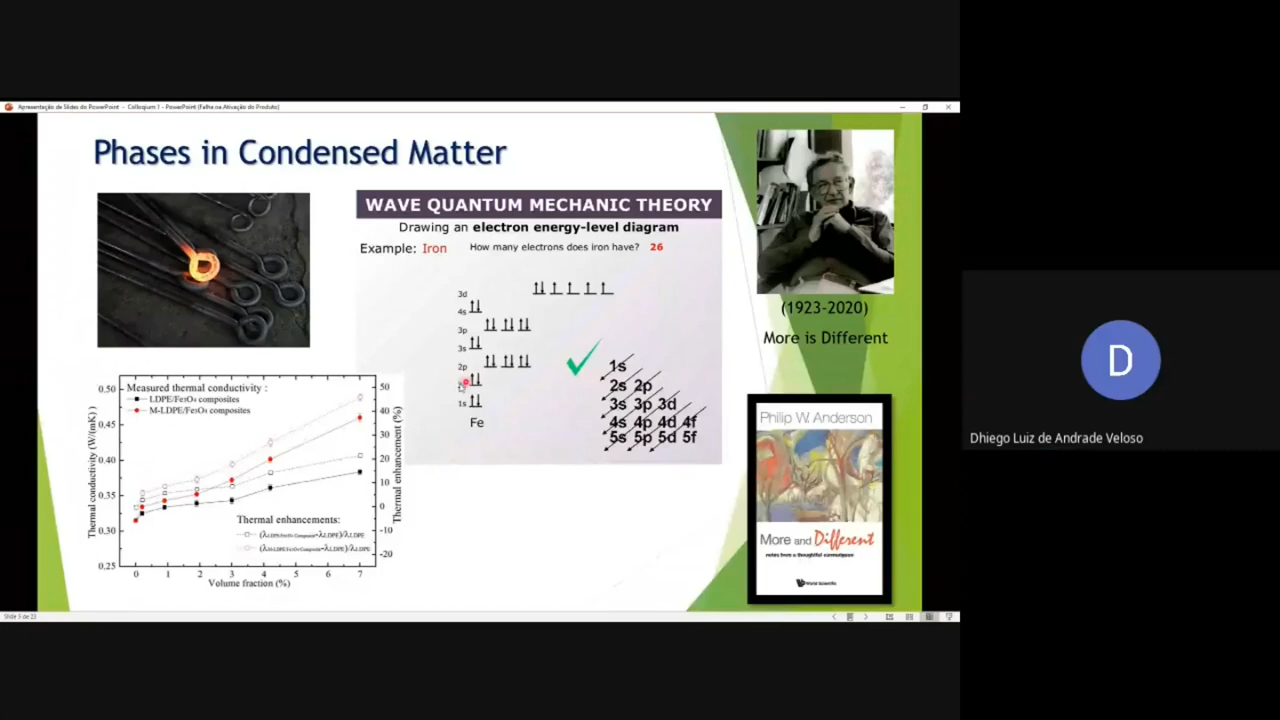 Apresentação de Slides do PowerPoint - Colloqium 1 - PowerPoint (Falha na Ativação do Produto)
Phases in Condensed Matter
WAVE QUANTUM MECHANIC THEORY
Drawing an electron energy-level diagram
Example: Iron How many electrons does iron have? 26
3d
4s
3p
3s
2p
1s
Fe
1s
2s 2p
3s 3p 3d
4s 4p 4d 4f
5s 5p 5d 5f
(1923-2020)
More is Different
Philip W. Anderson
More and Different
notes from a thoughtful curmudgeon
World Scientific
Measured thermal conductivity :
LDPE/Fe3O4 composites
M-LDPE/Fe3O4 composites
Thermal enhancements:
Thermal conductivity (W/(mK))
0,50
0,45
0,40
0,35
0,30
0,25
50
40
30
20
10
0
-10
-20
Thermal enhancement (%)
0 1 2 3 4 5 6 7
Volume fraction (%)
Slide 9 de 23
D
Dhiego Luiz de Andrade Veloso